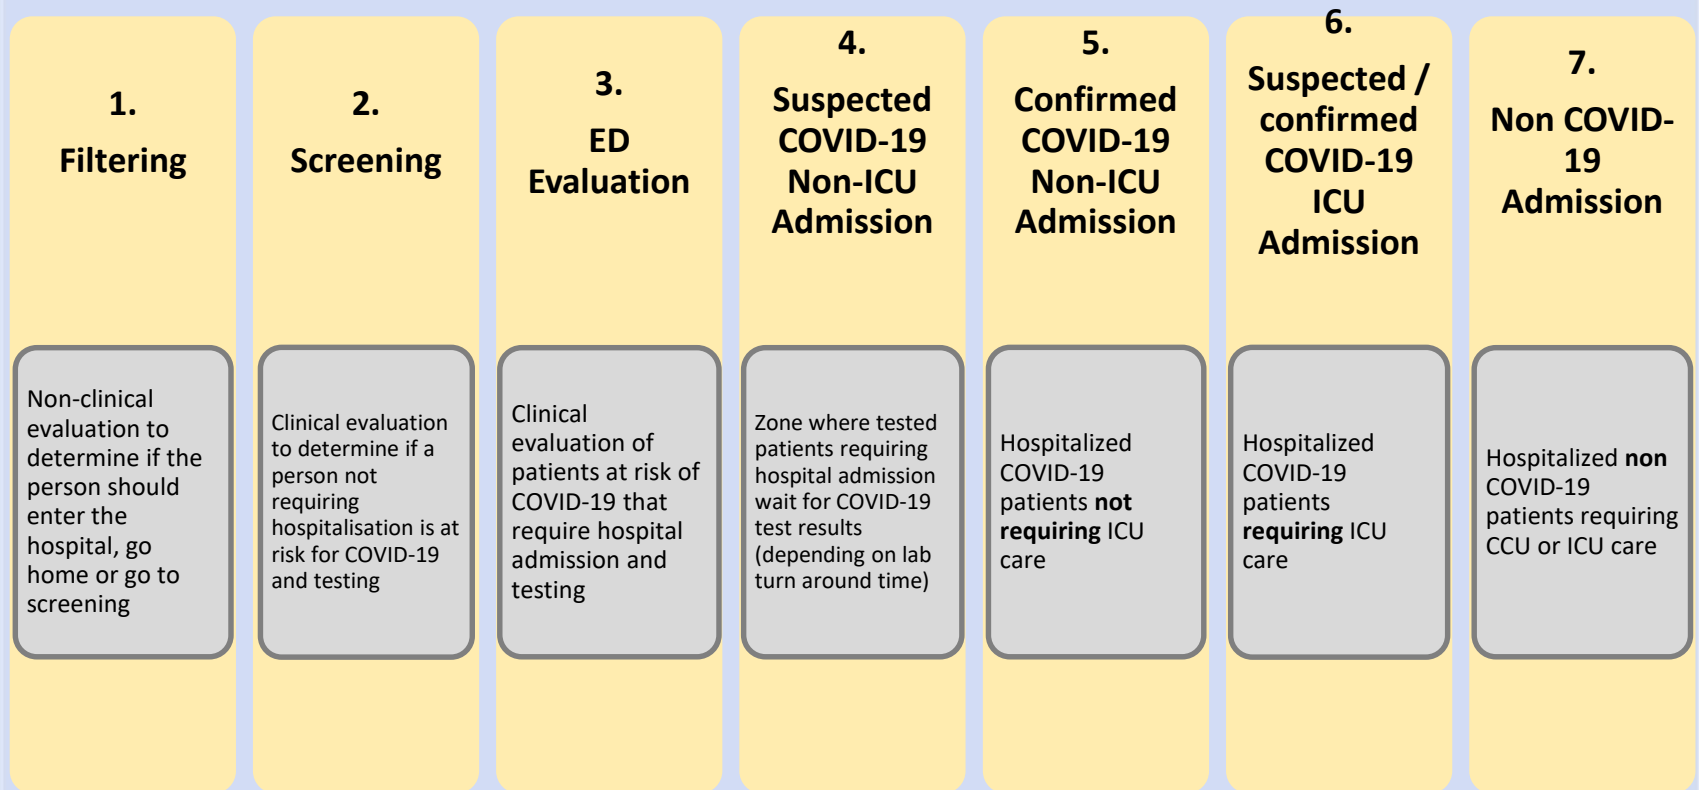 1.
Filtering
Non-clinical
evaluation to
determine if the
person should
enter the
hospital, go
home or go to
screening
2.
Screening
Clinical evaluation
to determine if a
person not
requiring
hospitalisation is at
risk for COVID-19
and testing
3.
ED
Evaluation
Clinical
evaluation of
patients at risk of
COVID-19 that
require hospital
admission and
testing
4.
Suspected
COVID-19
Non-ICU
Admission
Zone where tested
patients requiring
hospital admission
wait for COVID-19
test results
(depending on lab
turn around time)
5.
Confirmed
COVID-19
Non-ICU
Admission
Hospitalized
COVID-19
patients not
requiring ICU
care
6.
Suspected /
confirmed
COVID-19
ICU
Admission
Hospitalized
COVID-19
patients
requiring ICU
care
7.
Non COVID-
19
Admission
Hospitalized non
COVID-19
patients requiring
CCU or ICU care